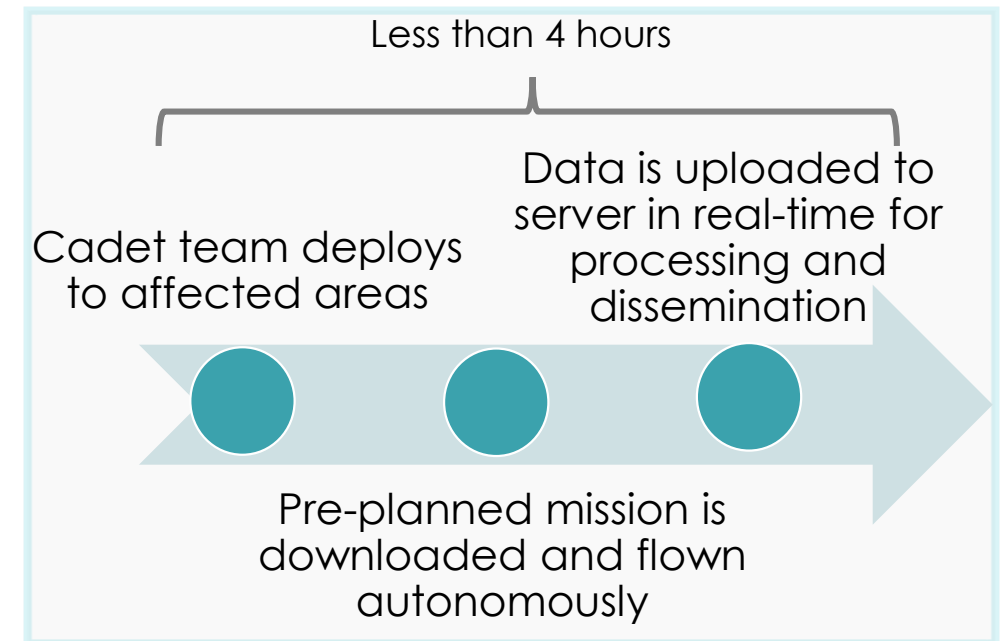 Less than 4 hours
Cadet team deploys
to affected areas
Pre-planned mission is
downloaded and flown
autonomously
Data is uploaded to
server in real-time for
processing and
dissemination